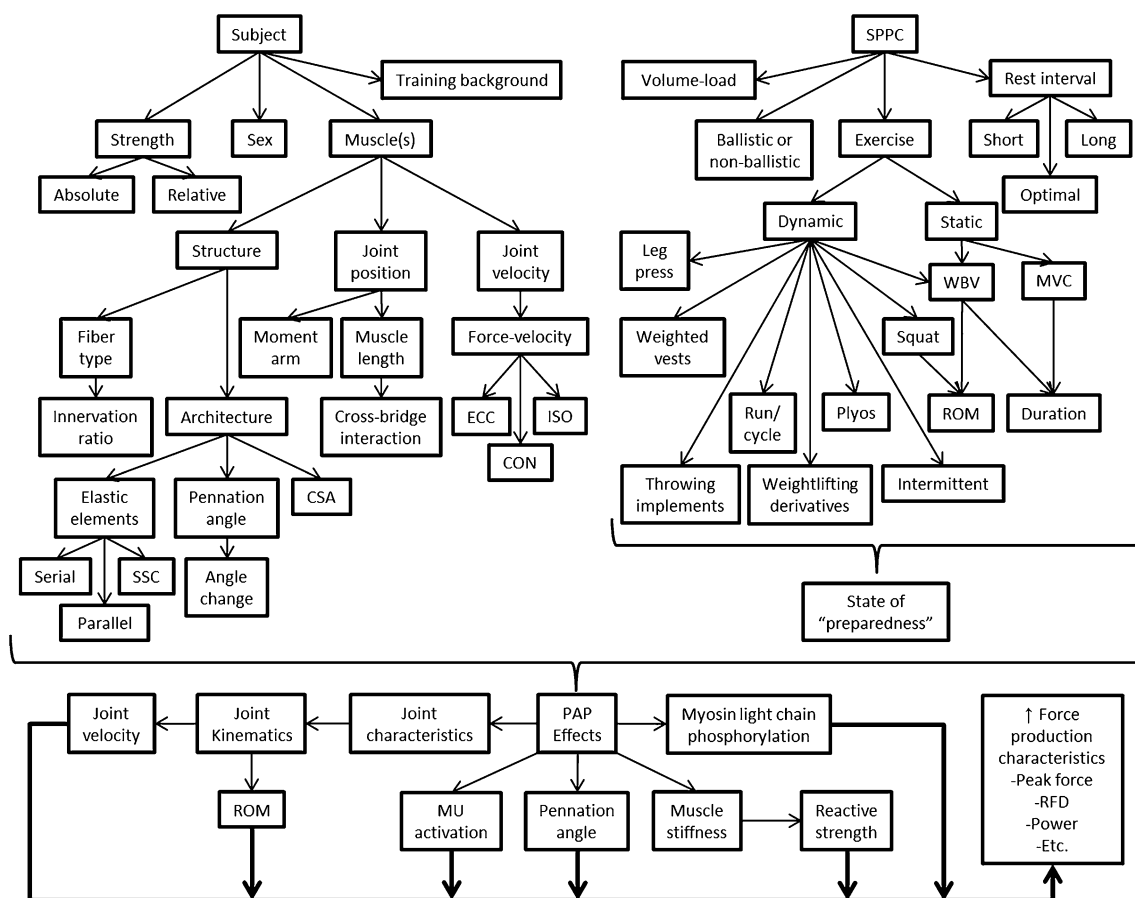 Subject
SPPC
Training background
Volume-load
Rest interval
Strength
Sex
Muscle(s)
Ballistic or
non-ballistic
Exercise
Short
Long
Absolute
Relative
Optimal
Dynamic
Static
Structure
Joint
position
Joint
velocity
Leg
press
WBV
MVC
Fiber
type
Moment
arm
Muscle
length
Force-velocity
Weighted
vests
Squat
Innervation
ratio
Architecture
Cross-bridge
interaction
ECC
ISO
CON
Run/
cycle
Plyos
ROM
Duration
Elastic
elements
Pennation
angle
CSA
Throwing
implements
Weightlifting
derivatives
Intermittent
Serial
SSC
Parallel
Angle
change
State of
“preparedness”
Joint
velocity
Joint
Kinematics
Joint
characteristics
PAP
Effects
Myosin light chain
phosphorylation
ROM
MU
activation
Pennation
angle
Muscle
stiffness
Reactive
strength
↑ Force
production
characteristics
-Peak force
-RFD
-Power
-Etc.